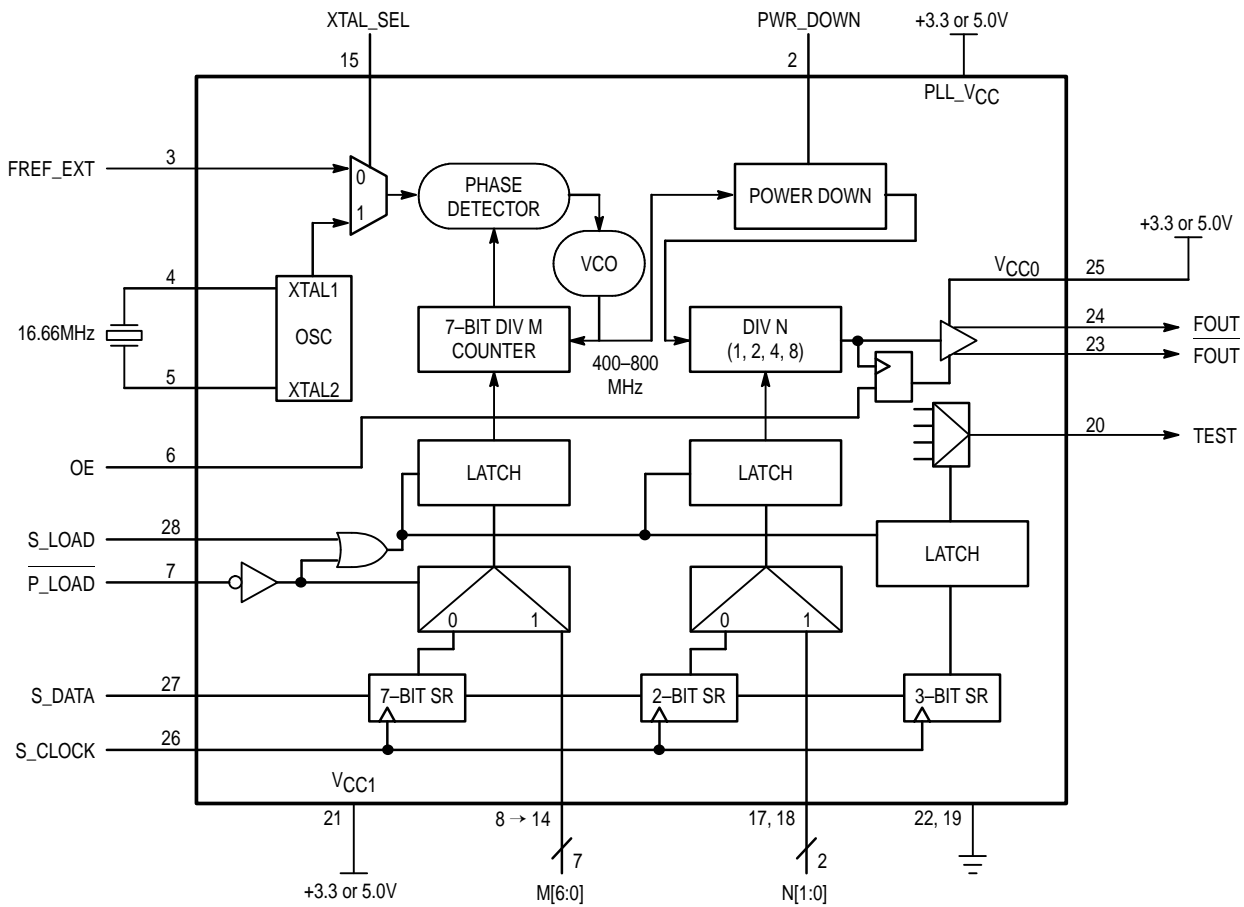 XTAL_SEL
PWR_DOWN
+3.3 or 5.0V
15
2
PLL_VCC
FREF_EXT
3
0
1
PHASE
DETECTOR
POWER DOWN
+3.3 or 5.0V
VCO
VCC0
25
4
XTAL1
OSC
XTAL2
16.66MHz
5
7–BIT DIV M
COUNTER
400–800
MHz
DIV N
(1, 2, 4, 8)
24
FOUT
23
FOUT
20
TEST
OE
6
LATCH
LATCH
S_LOAD
28
LATCH
P_LOAD
7
0
1
0
1
S_DATA
27
7–BIT SR
2–BIT SR
3–BIT SR
S_CLOCK
26
VCC1
21
8 → 14
17, 18
22, 19
7
2
+3.3 or 5.0V
M[6:0]
N[1:0]